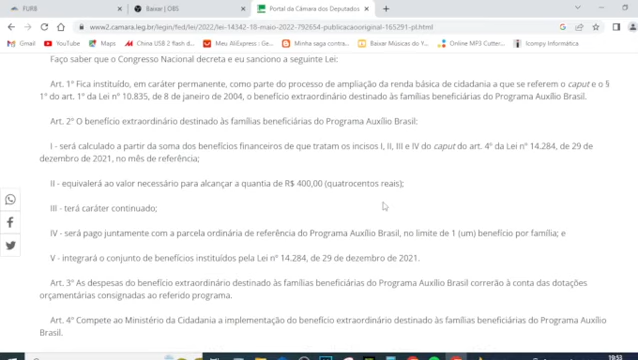 FURB
Baixar | OBS
Portal da Câmara dos Deputados
www2.camara.leg.br/legin/fed/lei/2022/lei-14342-18-maio-2022-792654-publicacaooriginal-165291-pl.html
Gmail YouTube Maps China USB 2 flash d... Meu AliExpress : Ge... Minha saga contra... Baixar Músicas do Y... Online MP3 Cutter... Icompy Informática
Faço saber que o Congresso Nacional decreta e eu sanciono a seguinte Lei:
Art. 1º Fica instituído, em caráter permanente, como parte do processo de ampliação da renda básica de cidadania a que se referem o caput e o §
1º do art. 1º da Lei nº 10.835, de 8 de janeiro de 2004, o benefício extraordinário destinado às famílias beneficiárias do Programa Auxílio Brasil.
Art. 2º O benefício extraordinário destinado às famílias beneficiárias do Programa Auxílio Brasil:
I - será calculado a partir da soma dos benefícios financeiros de que tratam os incisos I, II, III e IV do caput do art. 4º da Lei nº 14.284, de 29 de
dezembro de 2021, no mês de referência;
II - equivalerá ao valor necessário para alcançar a quantia de R$ 400,00 (quatrocentos reais);
III - terá caráter continuado;
IV - será pago juntamente com a parcela ordinária de referência do Programa Auxílio Brasil, no limite de 1 (um) benefício por família; e
V - integrará o conjunto de benefícios instituídos pela Lei nº 14.284, de 29 de dezembro de 2021.
Art. 3º As despesas do benefício extraordinário destinado às famílias beneficiárias do Programa Auxílio Brasil correrão à conta das dotações
orçamentárias consignadas ao referido programa.
Art. 4º Compete ao Ministério da Cidadania a implementação do benefício extraordinário destinado às famílias beneficiárias do Programa Auxílio
Brasil.
19:53